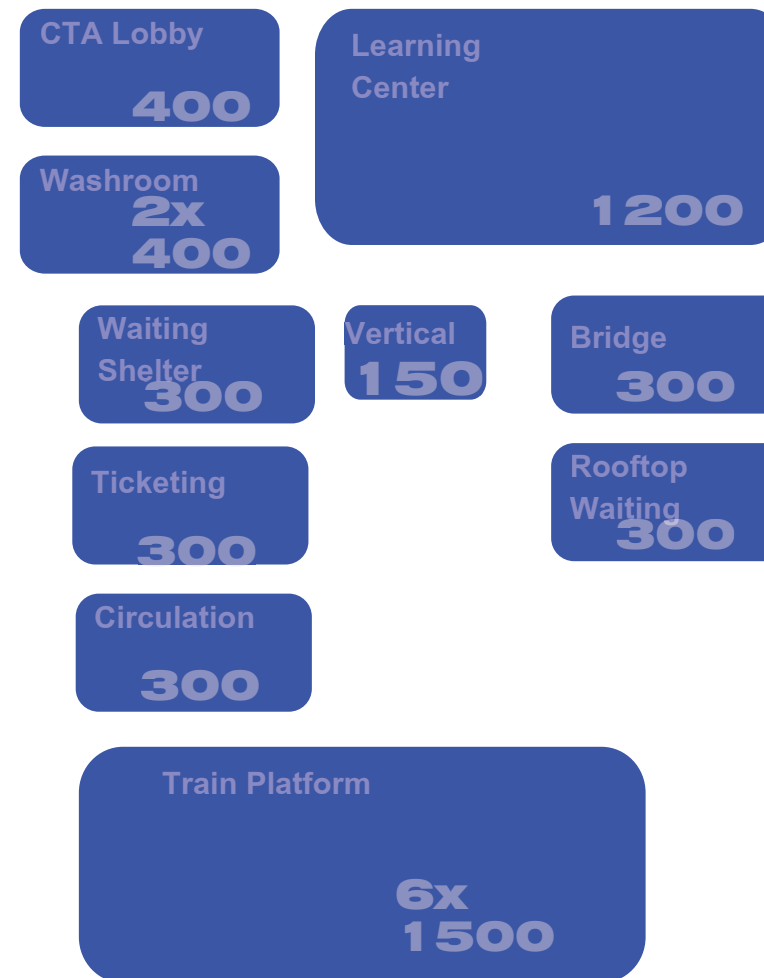 CTA Lobby
400
Learning
Center
1200
Washroom
2x
400
Waiting
Shelter
300
Vertical
150
Bridge
300
Ticketing
300
Rooftop
Waiting
300
Circulation
300
Train Platform
6x
1500